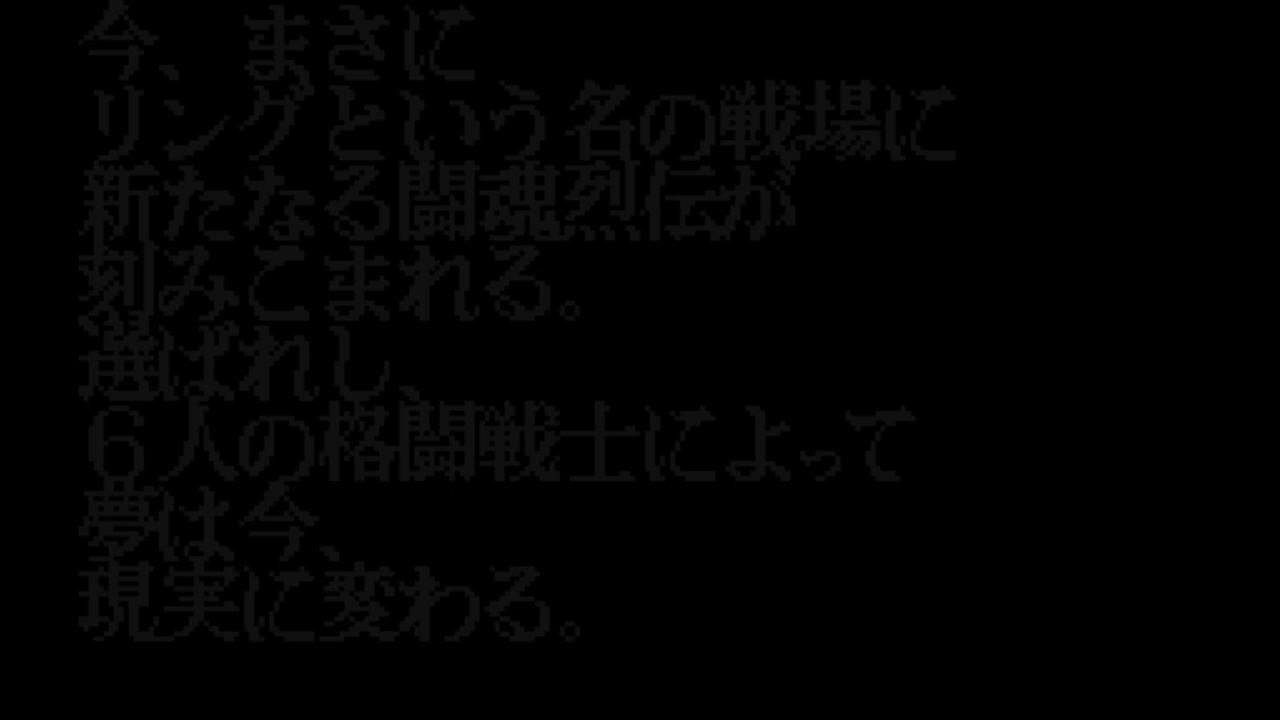 今、まさに
リングという名の戦場に
新たなる闘魂烈伝が
刻みこまれる。
選ばれし、
６人の格闘戦士によって
夢は今、
現実に変わる。